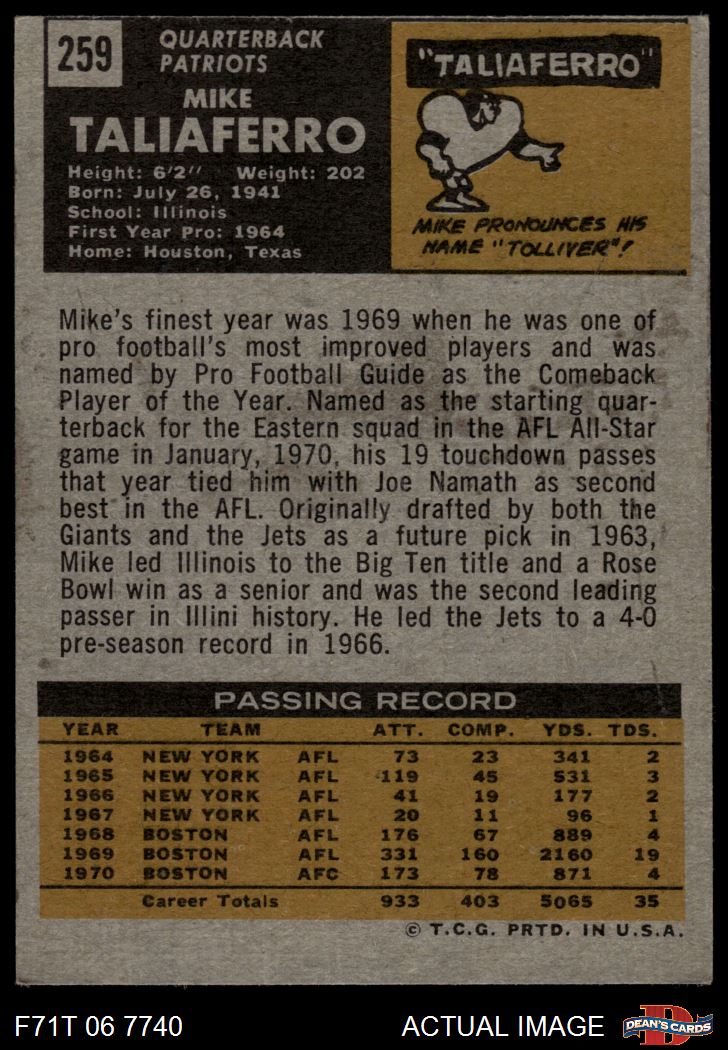 259
QUARTERBACK
PATRIOTS
MIKE
TALIAFERRO
Height: 6'2" Weight: 202
Born: July 26, 1941
School: Illinois
First Year Pro: 1964
Home: Houston, Texas
"TALIAFERRO"
MIKE PRONOUNCES HIS
NAME "TOLLIVER"!
Mike's finest year was 1969 when he was one of
pro football's most improved players and was
named by Pro Football Guide as the Comeback
Player of the Year. Named as the starting quar-
terback for the Eastern squad in the AFL All-Star
game in January, 1970, his 19 touchdown passes
that year tied him with Joe Namath as second
best in the AFL. Originally drafted by both the
Giants and the Jets as a future pick in 1963,
Mike led Illinois to the Big Ten title and a Rose
Bowl win as a senior and was the second leading
passer in Illini history. He led the Jets to a 4-0
pre-season record in 1966.
PASSING RECORD
YEAR TEAM ATT. COMP. YDS. TDS.
1964 NEW YORK AFL 73 23 341 2
1965 NEW YORK AFL 119 45 531 3
1966 NEW YORK AFL 41 19 177 2
1967 NEW YORK AFL 20 11 96 1
1968 BOSTON AFL 176 67 889 4
1969 BOSTON AFL 331 160 2160 19
1970 BOSTON AFC 173 78 871 4
Career Totals 933 403 5065 35
© T.C.G. PRTD. IN U.S.A.
F71T 06 7740 ACTUAL IMAGE
D
DEAN'S CARDS